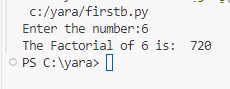 c:/yara/firstb.py
Enter the number:6
The Factorial of 6 is:  720
PS C:\yara>